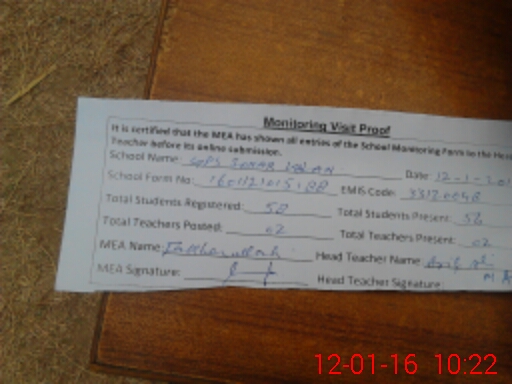 Monitoring Visit Proof
It is certified that the MEA has shown all entries of the School Monitoring Form to the Head
Teacher before its online submission.
School Name: GPS Date: 12-1-201
School Form No: EMIS Code:
Total Students Registered: 50 Total Students Present:
Total Teachers Posted: 02 Total Teachers Present: 02
MEA Name: Head Teacher Name:
MEA Signature: Head Teacher Signature:
12-01-16 10:22